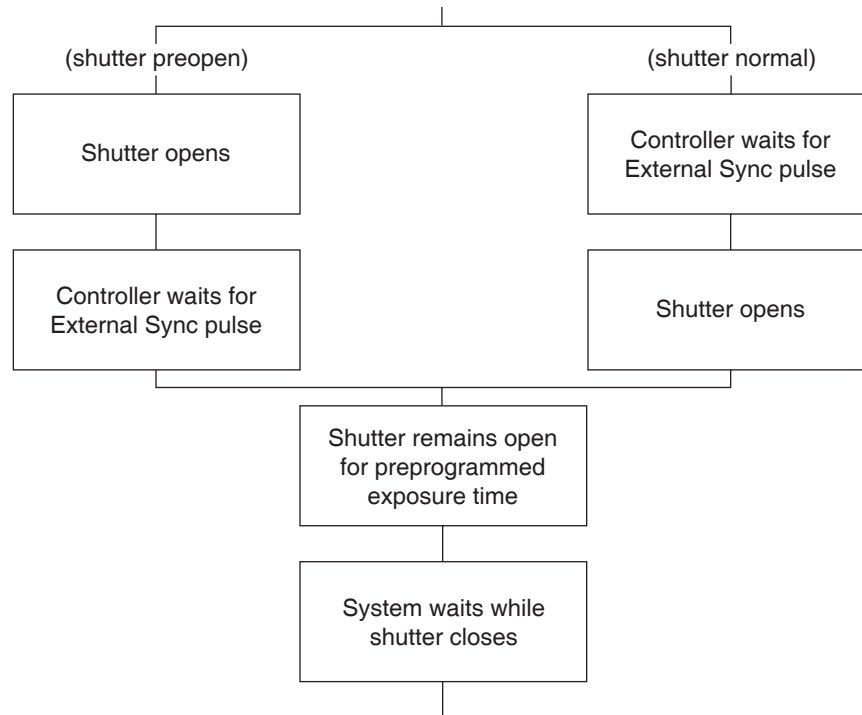 (shutter preopen)
(shutter normal)
Shutter opens
Controller waits for
External Sync pulse
Controller waits for
External Sync pulse
Shutter opens
Shutter remains open
for preprogrammed
exposure time
System waits while
shutter closes